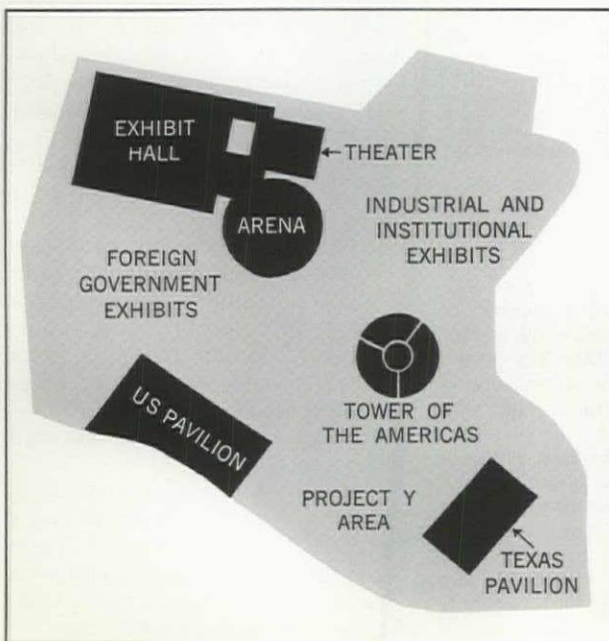 EXHIBIT
HALL
THEATER
ARENA
INDUSTRIAL AND
INSTITUTIONAL
EXHIBITS
FOREIGN
GOVERNMENT
EXHIBITS
US PAVILION
TOWER OF
THE AMERICAS
PROJECT Y
AREA
TEXAS
PAVILION